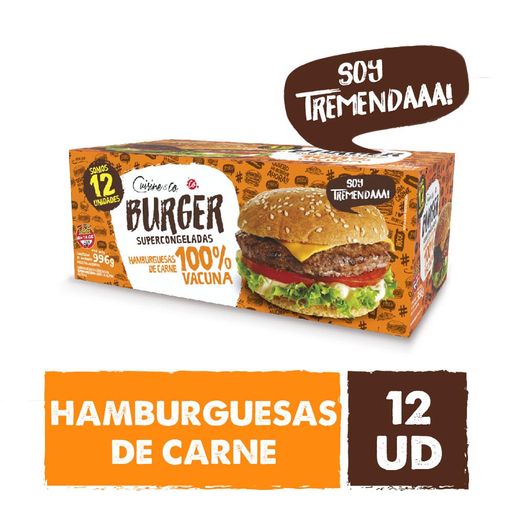 SOY
TREMENDAAA!
SOMOS
12
UNIDADES
Cuisine & Co
BURGER
SUPERCONGELADAS
HAMBURGUESAS
DE CARNE
100%
VACUNA
996g
SOY
TREMENDAAA!
HAMBURGUESAS
DE CARNE
12
UD